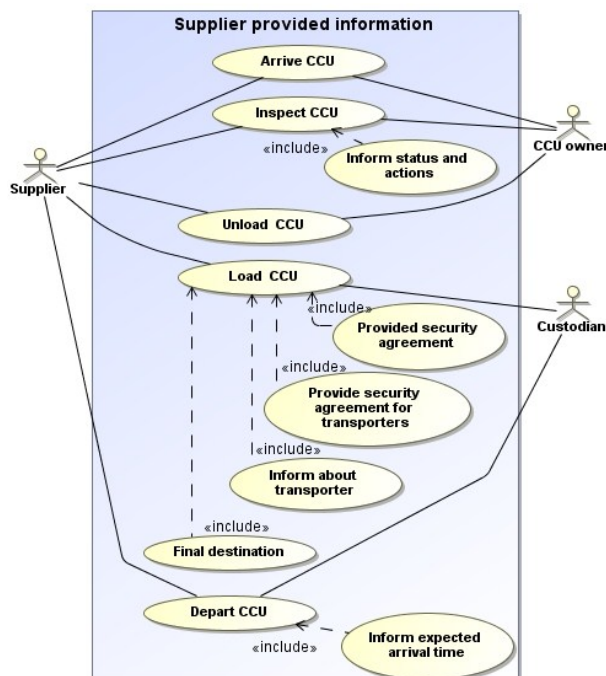 Supplier provided information
Arrive CCU
Inspect CCU
«include»
Inform status and
actions
CCU owner
Supplier
Unload CCU
Load CCU
«include»
Provided security
agreement
Custodian
«include»
Provide security
agreement for
transporters
«include»
Inform about
transporter
«include»
Final destination
Depart CCU
«include»
Inform expected
arrival time